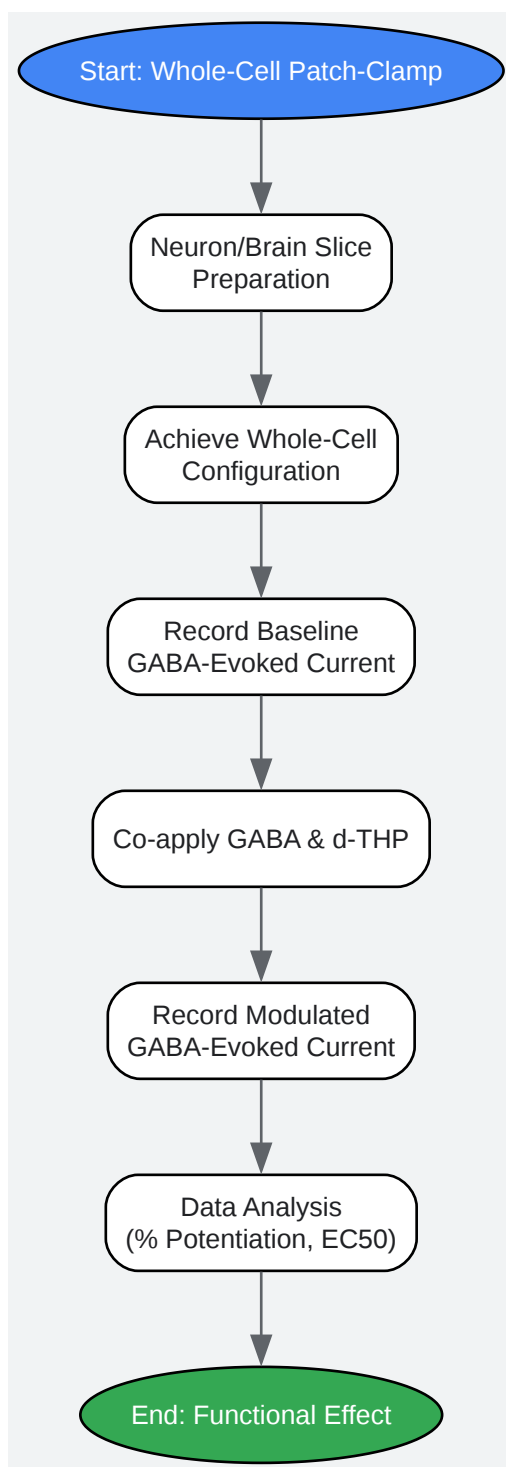 Start: Whole-Cell Patch-Clamp
Neuron/Brain Slice
Preparation
Achieve Whole-Cell
Configuration
Record Baseline
GABA-Evoked Current
Co-apply GABA & d-THP
Record Modulated
GABA-Evoked Current
Data Analysis
(% Potentiation, EC50)
End: Functional Effect